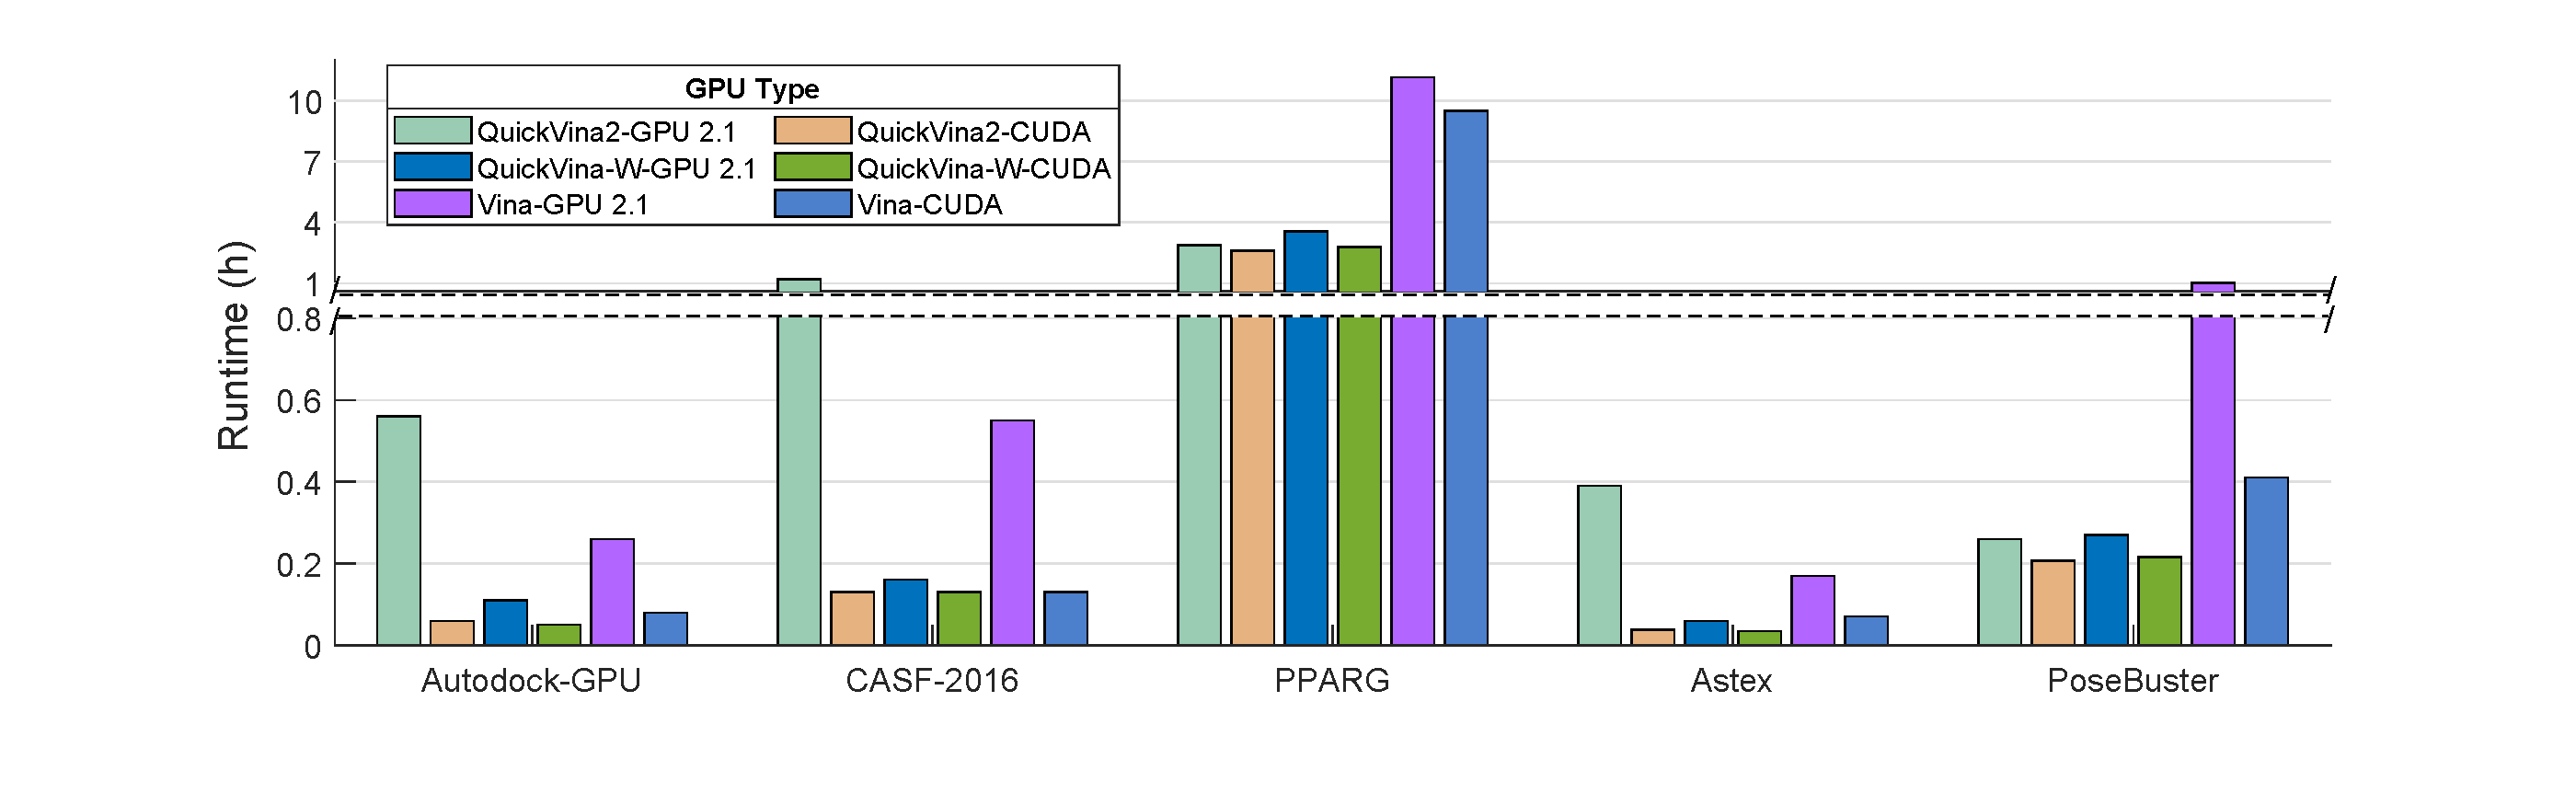 GPU Type
QuickVina2-GPU 2.1 QuickVina2-CUDA
QuickVina-W-GPU 2.1 QuickVina-W-CUDA
Vina-GPU 2.1 Vina-CUDA
Runtime (h)
10
7
4
1
0.8
0.6
0.4
0.2
0
Autodock-GPU CASF-2016 PPARG Astex PoseBuster